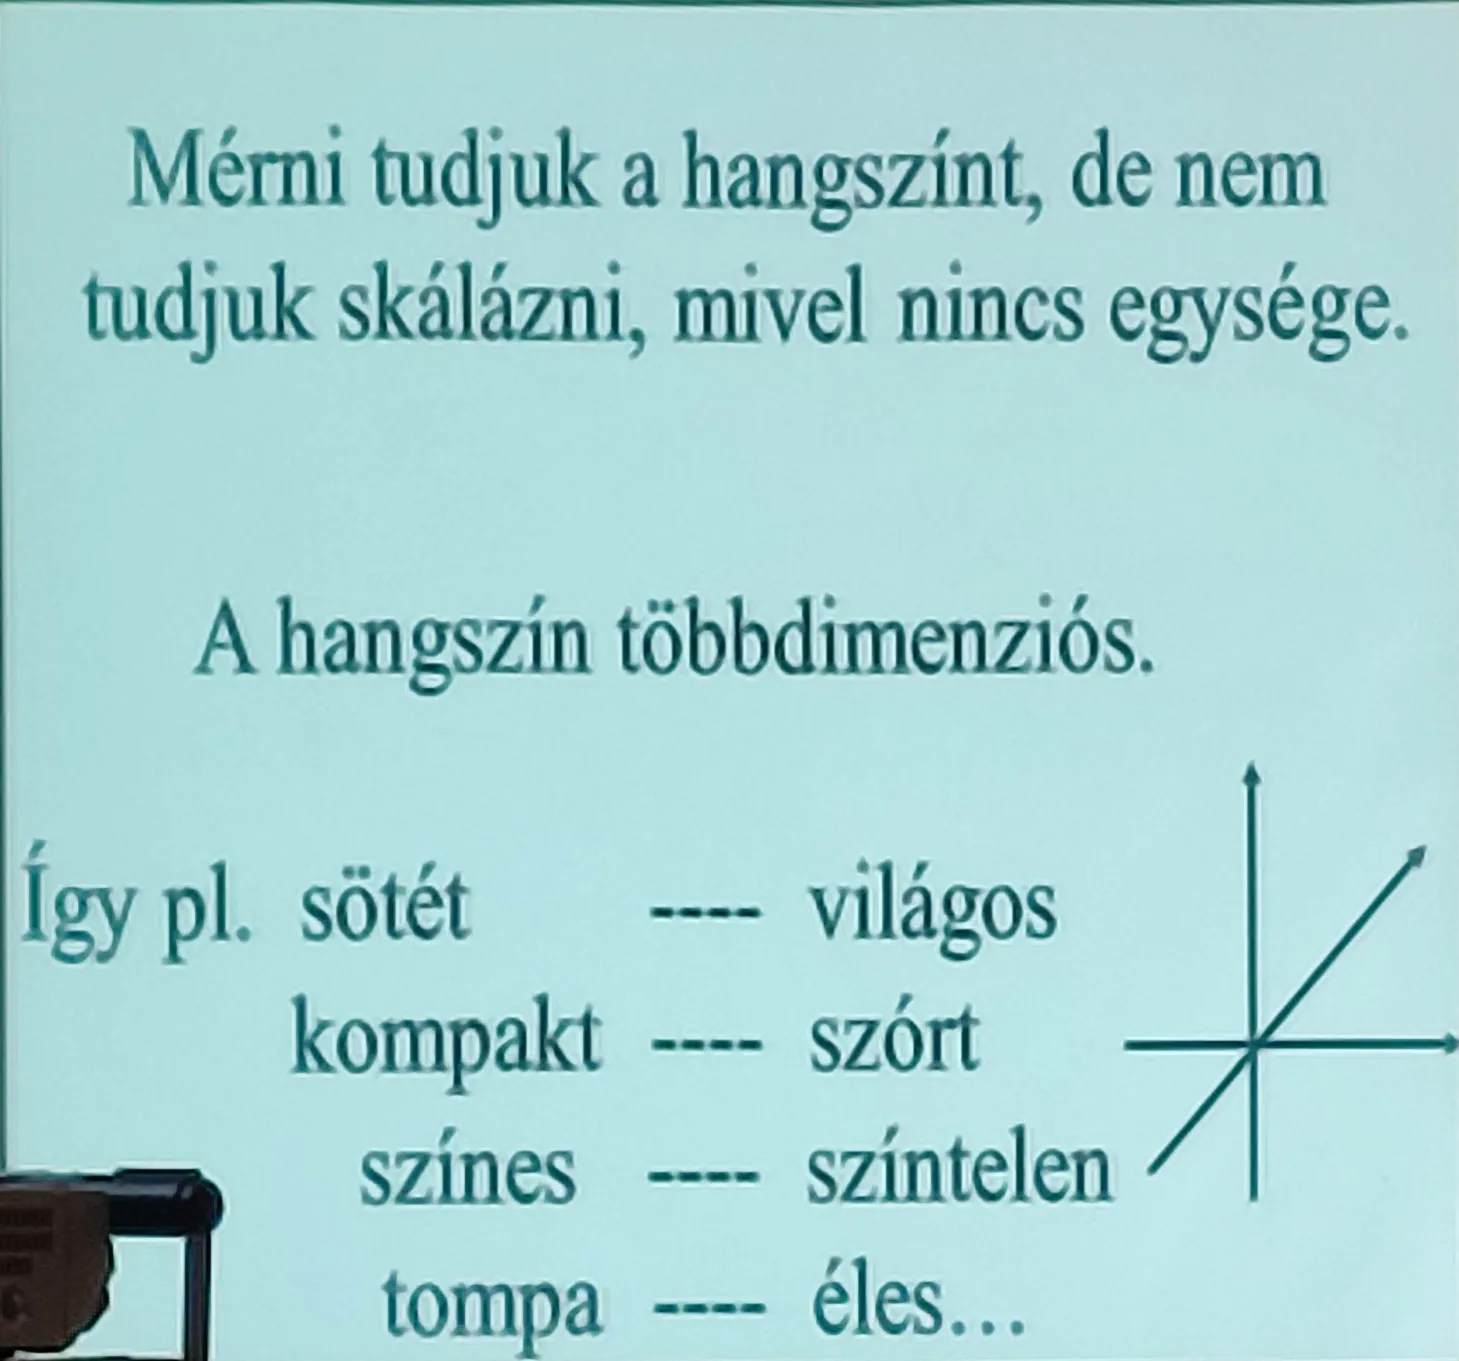 Mérni tudjuk a hangszínt, de nem
tudjuk skálázni, mivel nincs egysége.
A hangszín többdimenziós.
Így pl. sötét ---- világos
kompakt ---- szórt
színes ---- színtelen
tompa ---- éles...